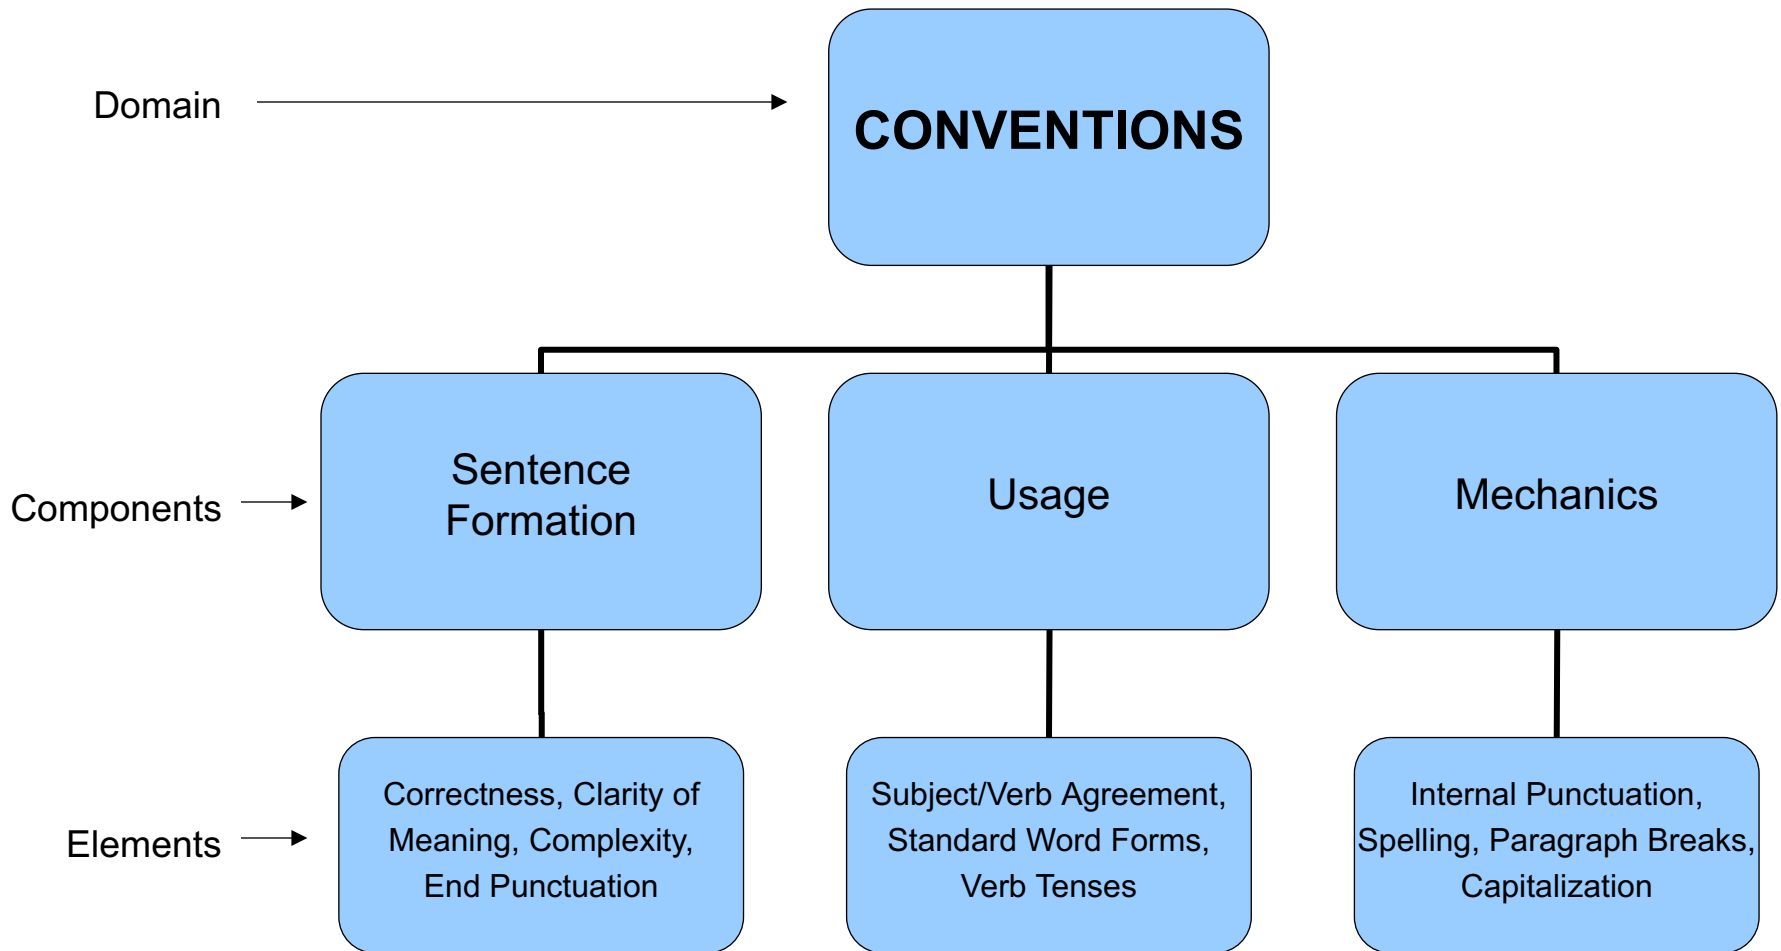 Domain
CONVENTIONS
Components
Sentence
Formation
Usage
Mechanics
Elements
Correctness, Clarity of
Meaning, Complexity,
End Punctuation
Subject/Verb Agreement,
Standard Word Forms,
Verb Tenses
Internal Punctuation,
Spelling, Paragraph Breaks,
Capitalization